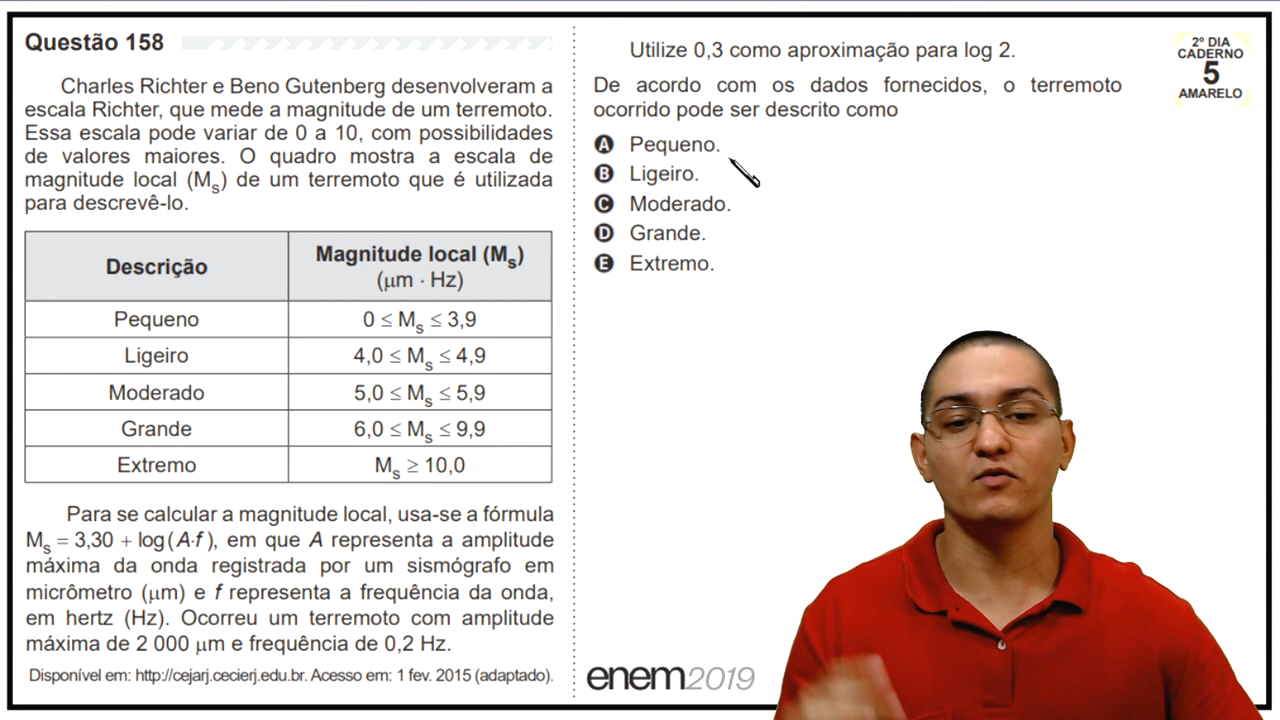 Questão 158
Charles Richter e Beno Gutenberg desenvolveram a
escala Richter, que mede a magnitude de um terremoto.
Essa escala pode variar de 0 a 10, com possibilidades
de valores maiores. O quadro mostra a escala de
magnitude local (Ms) de um terremoto que é utilizada
para descrevê-lo.
Descrição
Magnitude local (Ms)
(μm · Hz)
Pequeno
0 ≤ Ms ≤ 3,9
Ligeiro
4,0 ≤ Ms ≤ 4,9
Moderado
5,0 ≤ Ms ≤ 5,9
Grande
6,0 ≤ Ms ≤ 9,9
Extremo
Ms ≥ 10,0
Para se calcular a magnitude local, usa-se a fórmula
Ms = 3,30 + log(A·f), em que A representa a amplitude
máxima da onda registrada por um sismógrafo em
micrômetro (μm) e f representa a frequência da onda,
em hertz (Hz). Ocorreu um terremoto com amplitude
máxima de 2 000 μm e frequência de 0,2 Hz.
Disponível em: http://cejarj.cecierj.edu.br. Acesso em: 1 fev. 2015 (adaptado).
Utilize 0,3 como aproximação para log 2.
De acordo com os dados fornecidos, o terremoto
ocorrido pode ser descrito como
A Pequeno.
B Ligeiro.
C Moderado.
D Grande.
E Extremo.
2º DIA
CADERNO
5
AMARELO
enem2019